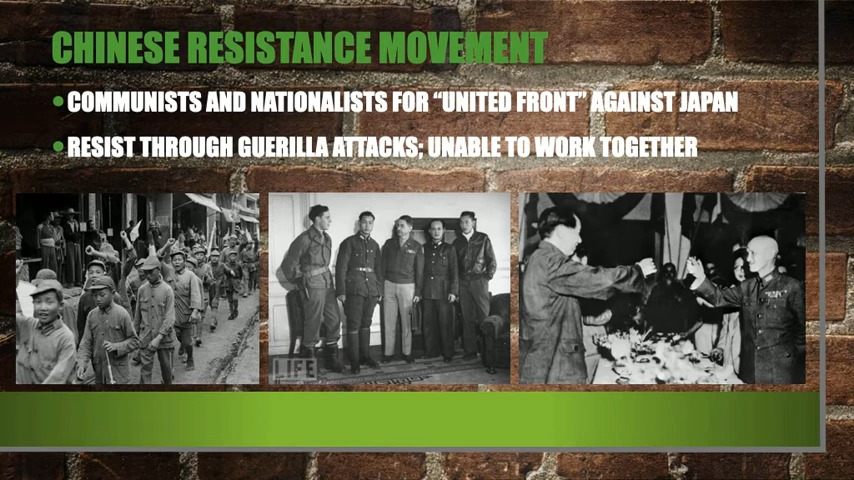 CHINESE RESISTANCE MOVEMENT
• COMMUNISTS AND NATIONALISTS FOR “UNITED FRONT” AGAINST JAPAN
• RESIST THROUGH GUERILLA ATTACKS; UNABLE TO WORK TOGETHER
LIFE